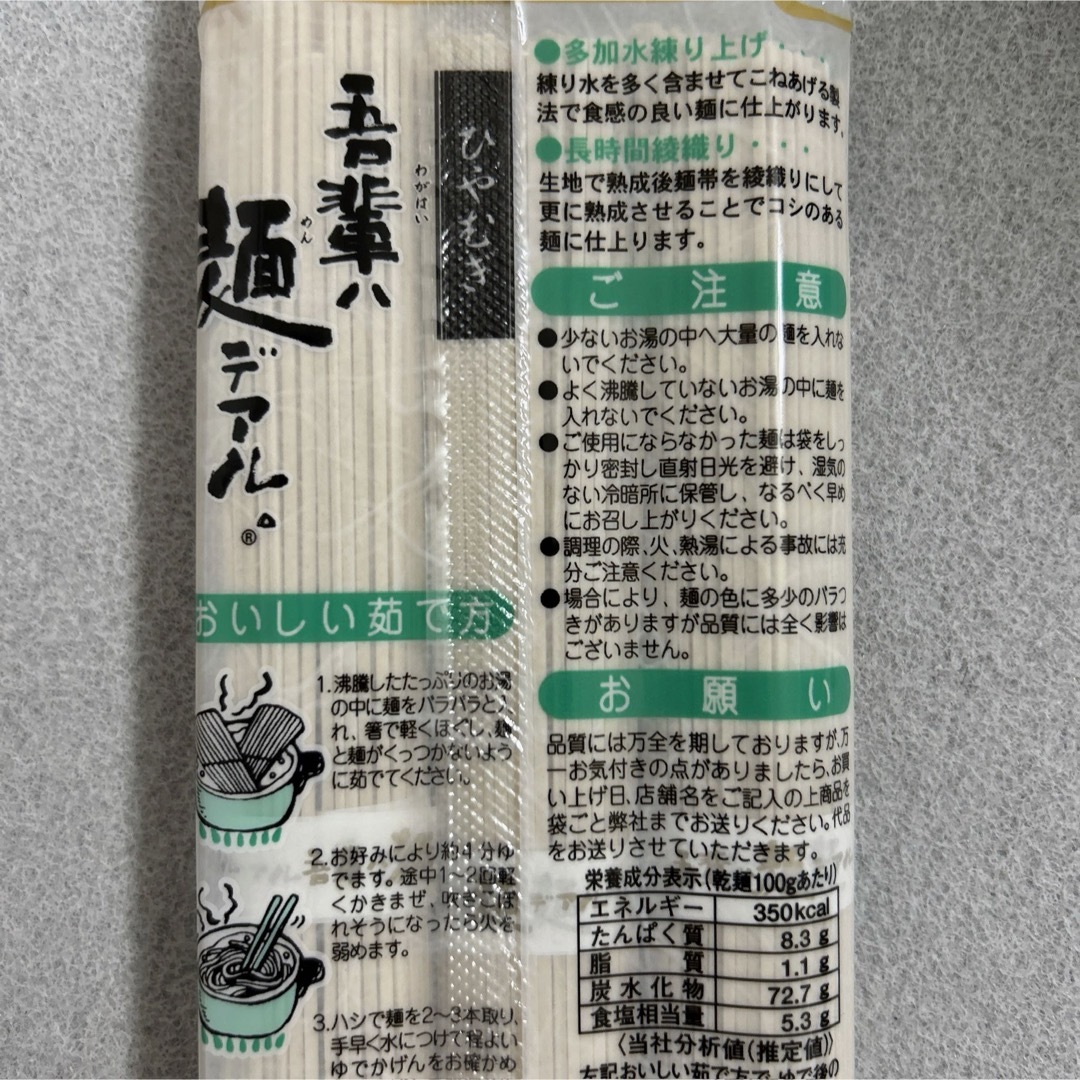 吾輩ハ
わがはい
麺デアル。
めん
®
ひやむぎ
おいしい茹で方
1.沸騰したたっぷりのお湯
の中に麺をパラパラと入
れ、箸で軽くほぐし、麺
と麺がくっつかないよう
に茹でてください。
2.お好みにより約4分ゆ
でます。途中1〜2回軽
くかきまぜ、吹きこぼ
れそうになったら火を
弱めます。
3.ハシで麺を2〜3本取り、
手早く水につけて程よい
ゆでかげんをお確かめ
●多加水練り上げ・・・
練り水を多く含ませてこねあげる製
法で食感の良い麺に仕上がります。
●長時間綾織り・・・
生地で熟成後麺帯を綾織りにして
更に熟成させることでコシのある
麺に仕上ります。
ご注意
●少ないお湯の中へ大量の麺を入れな
いでください。
●よく沸騰していないお湯の中に麺を
入れないでください。
●ご使用にならなかった麺は袋をしっ
かり密封し直射日光を避け、湿気の
ない冷暗所に保管し、なるべく早め
にお召し上がりください。
●調理の際、火、熱湯による事故には充
分ご注意ください。
●場合により、麺の色に多少のバラつ
きがありますが品質には全く影響は
ございません。
お願い
品質には万全を期しておりますが、万
一お気付きの点がありましたら、お買
い上げ日、店舗名をご記入の上商品を
袋ごと弊社までお送りください。代品
をお送りさせていただきます。
栄養成分表示(乾麺100gあたり)
エネルギー 350kcal
たんぱく質 8.3g
脂質 1.1g
炭水化物 72.7g
食塩相当量 5.3g
〈当社分析値(推定値)〉
左記おいしい茹で方で、ゆで後の